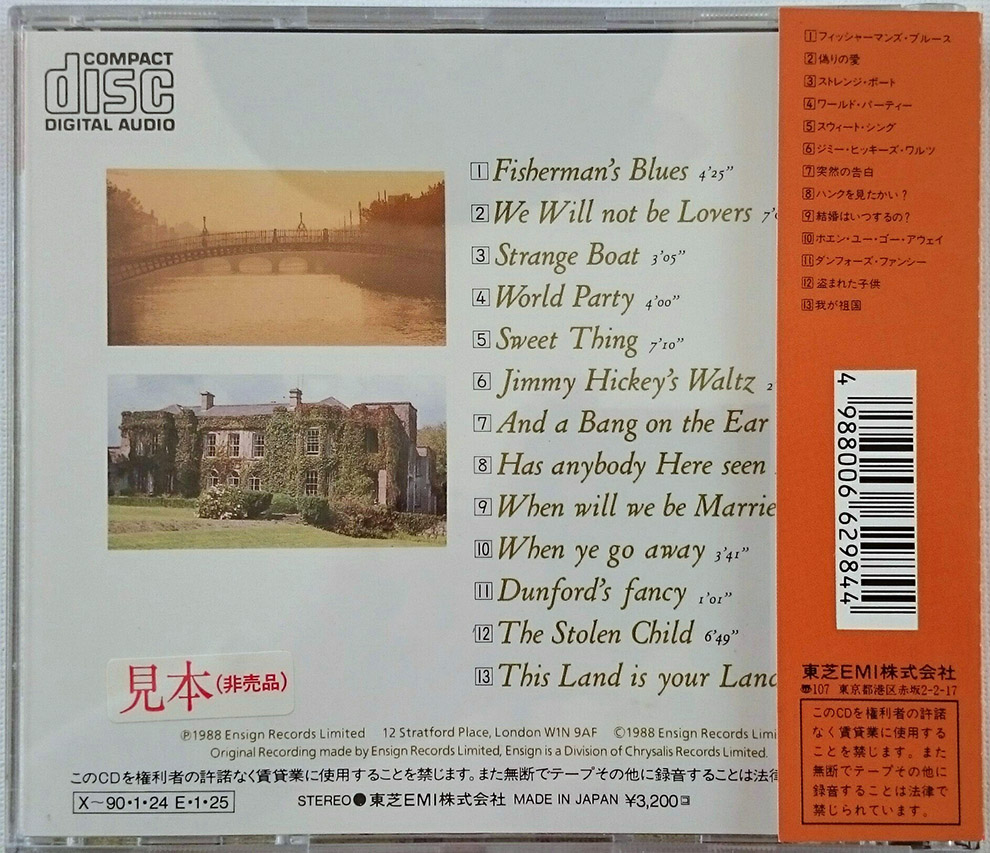 COMPACT
disc
DIGITAL AUDIO
1 Fisherman's Blues 4'25"
2 We Will not be Lovers
3 Strange Boat 3'05"
4 World Party 4'00"
5 Sweet Thing 7'10"
6 Jimmy Hickey's Waltz 2
7 And a Bang on the Ear
8 Has anybody Here seen
9 When will we be Marrie
10 When ye go away 3'41"
11 Dunford's fancy 1'01"
12 The Stolen Child 6'49"
13 This Land is your Land
見本(非売品)
℗1988 Ensign Records Limited 12 Stratford Place, London W1N 9AF ©1988 Ensign Records Limi
Original Recording made by Ensign Records Limited, Ensign is a Division of Chrysalis Records Limited.
このCDを権利者の許諾なく賃貸業に使用することを禁じます。また無断でテープその他に録音することは法律
X〜90・1・24 E・1・25
STEREO●東芝EMI株式会社 MADE IN JAPAN ¥3,200
1 フィッシャーマンズ・ブルース
2 偽りの愛
3 ストレンジ・ボート
4 ワールド・パーティー
5 スウィート・シング
6 ジミー・ヒッキーズ・ワルツ
7 突然の告白
8 ハンクを見たかい?
9 結婚はいつするの?
10 ホエン・ユー・ゴー・アウェイ
11 ダンフォーズ・ファンシー
12 盗まれた子供
13 我が祖国
4 988006 629844
東芝EMI株式会社
〠107 東京都港区赤坂2-2-17
このCDを権利者の許諾
なく賃貸業に使用する
ことを禁じます。また
無断でテープその他に
録音することは法律で
禁じられています。